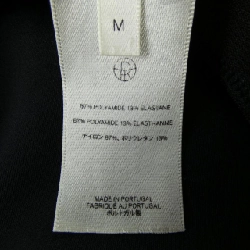 M
87% POLYAMIDE 13% ELASTANE
87% POLYAMIDE 13% ELASTHANNE
ナイロン 87%, ポリウレタン 13%
MADE IN PORTUGAL
FABRIQUÉ AU PORTUGAL
ポルトガル製